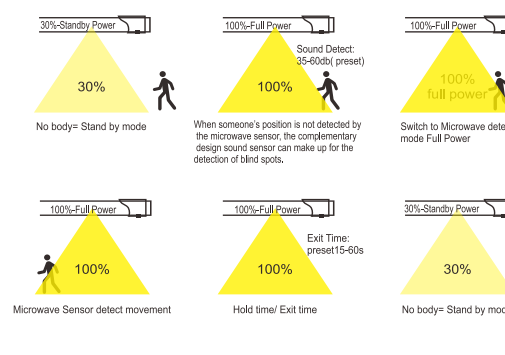 30%-Standby Power
30%
No body= Stand by mode
100%-Full Power
Sound Detect:
35-60db( preset)
100%
When someone's position is not detected by
the microwave sensor, the complementary
design sound sensor can make up for the
detection of blind spots.
100%-Full Power
100%
full power
Switch to Microwave dete
mode Full Power
100%-Full Power
100%
Microwave Sensor detect movement
100%-Full Power
Exit Time:
preset15-60s
100%
Hold time/ Exit time
30%-Standby Power
30%
No body= Stand by mod